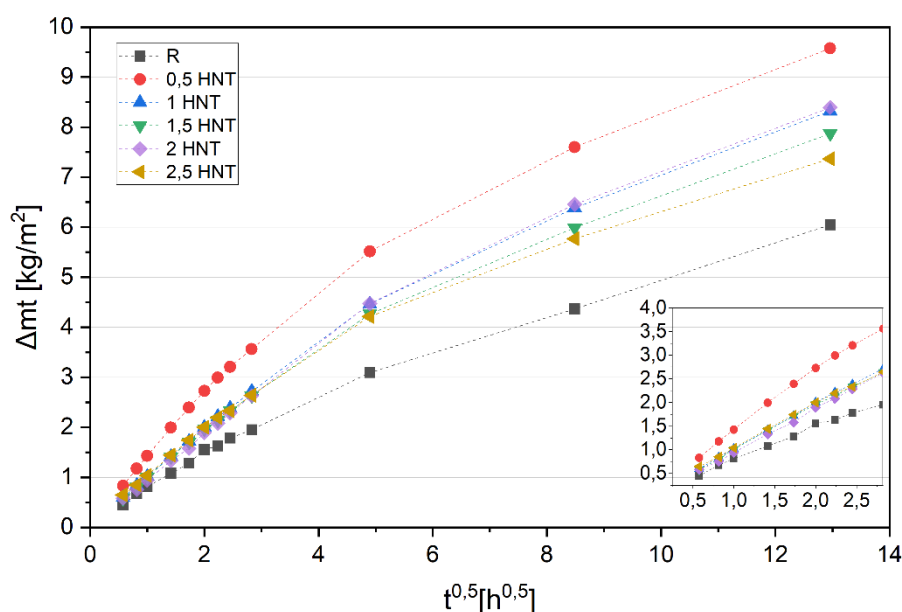 10
9
8
7
6
5
4
3
2
1
0
Δmt [kg/m²]
R
0,5 HNT
1 HNT
1,5 HNT
2 HNT
2,5 HNT
4,0
3,5
3,0
2,5
2,0
1,5
1,0
0,5
0,5 1,0 1,5 2,0 2,5
0 2 4 6 8 10 12 14
t^0,5[h^0,5]